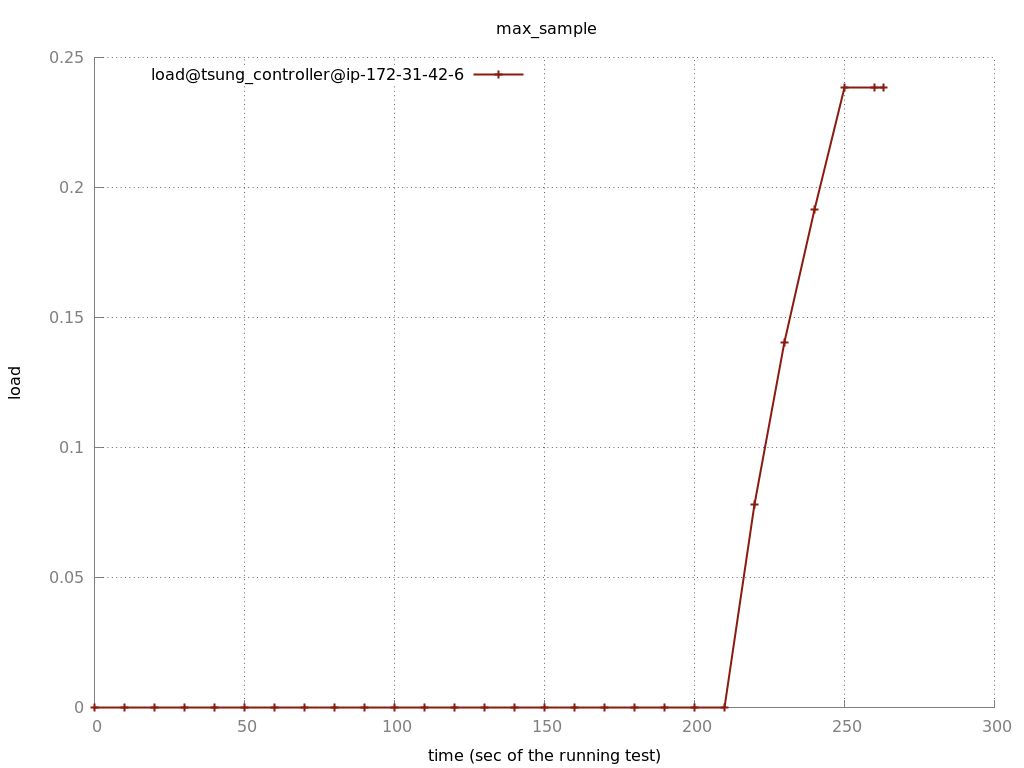 max_sample
load@tsung_controller@ip-172-31-42-6
0.25
0.2
0.15
0.1
0.05
0
load
0 50 100 150 200 250 300
time (sec of the running test)